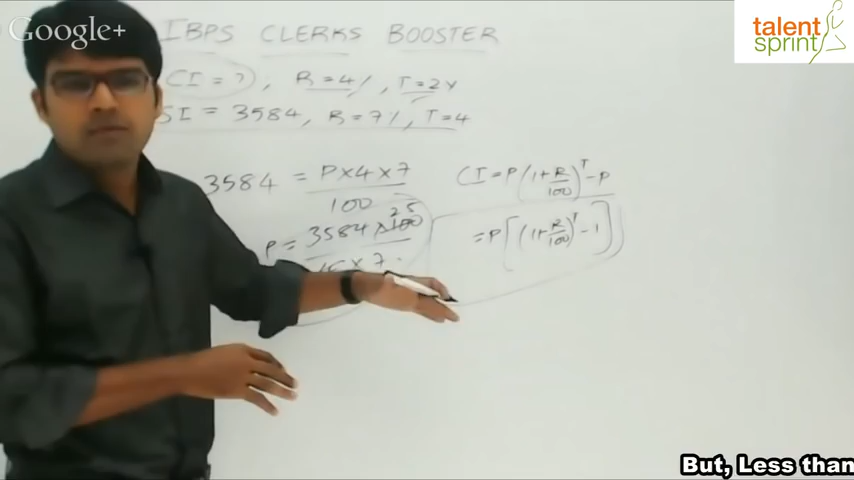 Google+
talent
sprint
IBPS CLERKS BOOSTER
CI = ?, R = 4%, T = 2y
SI = 3584, R = 7%, T = 4
3584 = P×4×7
100
P = 3584×100
25
×7
CI = P(1+R/100)^T - P
= P[(1+R/100)^T - 1]
But, Less than